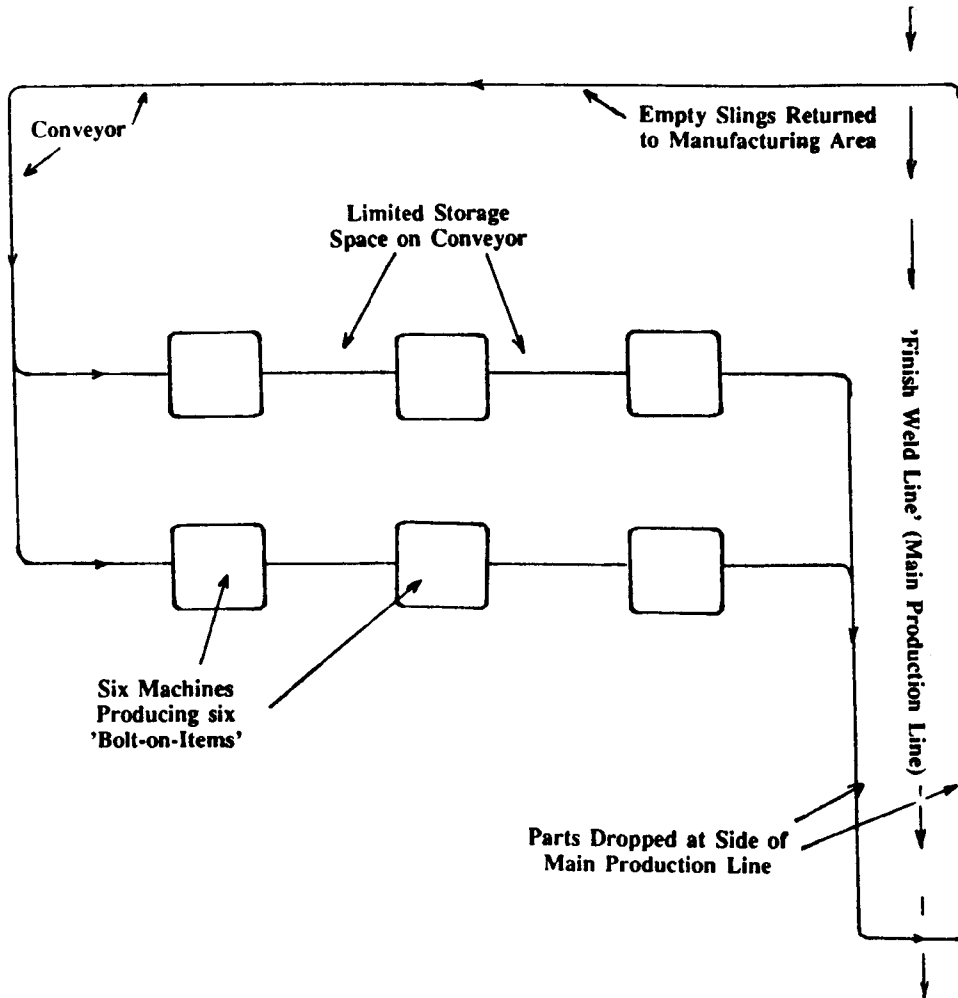 Empty Slings Returned
to Manufacturing Area
Conveyor
Limited Storage
Space on Conveyor
'Finish Weld Line' (Main Production Line)
Six Machines
Producing six
'Bolt-on-Items'
Parts Dropped at Side of
Main Production Line